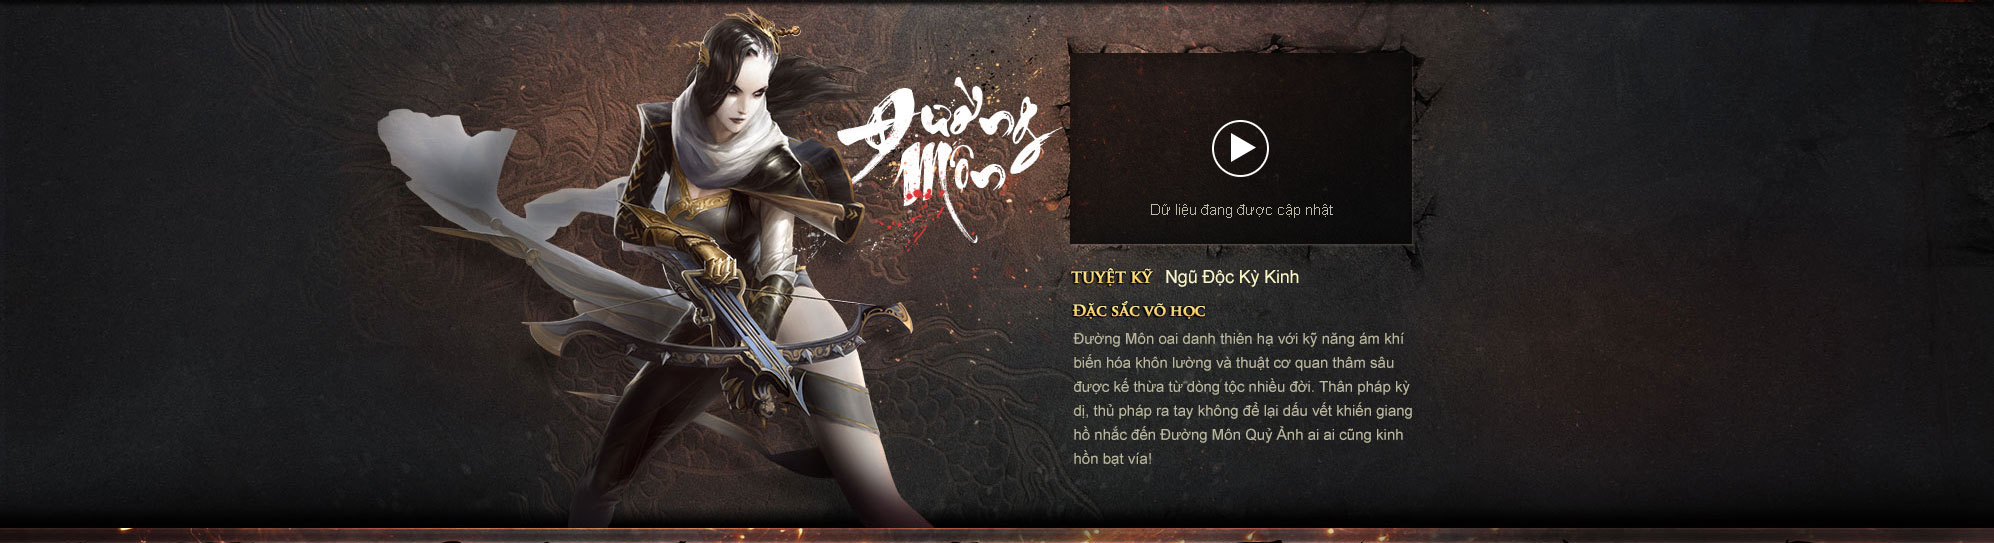 Đường
Môn
Dữ liệu đang được cập nhật
TUYỆT KỸ Ngũ Độc Kỳ Kinh
ĐẶC SẮC VÕ HỌC
Đường Môn oai danh thiên hạ với kỹ năng ám khí
biến hóa khôn lường và thuật cơ quan thâm sâu
được kế thừa từ dòng tộc nhiều đời. Thân pháp kỳ
dị, thủ pháp ra tay không để lại dấu vết khiến giang
hồ nhắc đến Đường Môn Quỷ Ảnh ai ai cũng kinh
hồn bạt vía!